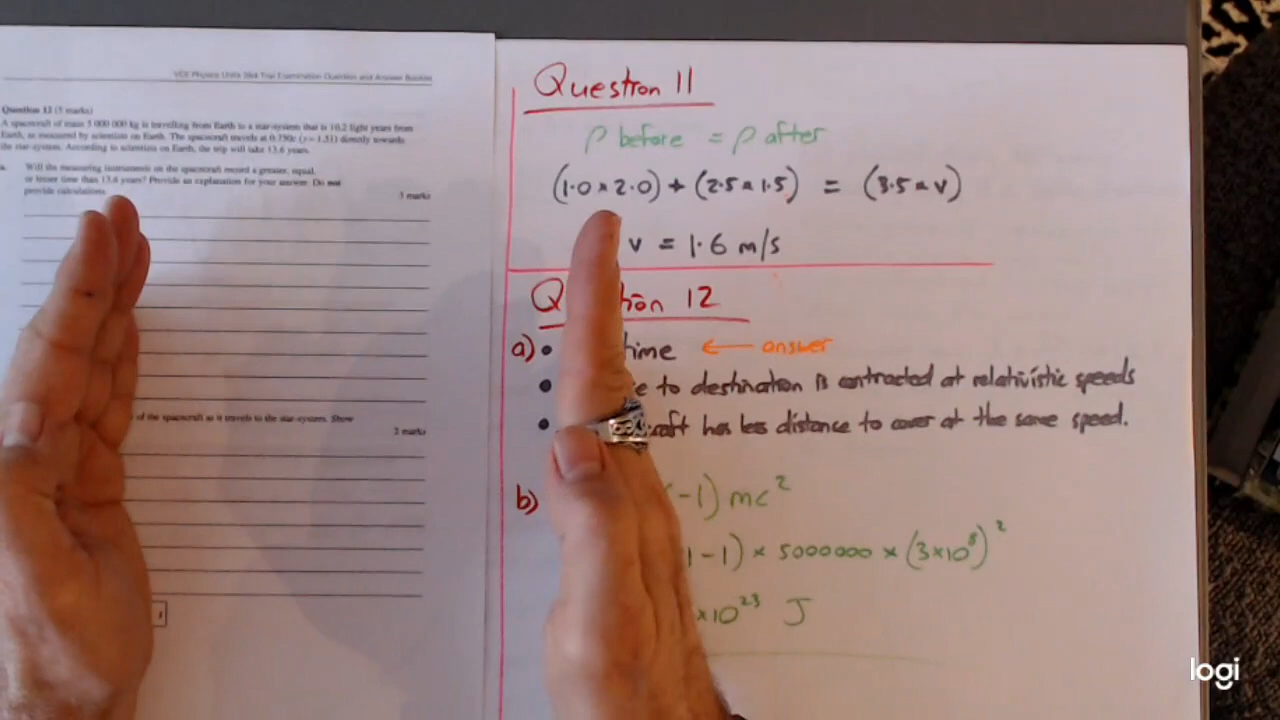 VCE Physics Units 3&4 Trial Examination Question and Answer Booklet
Question 12 (5 marks)
A spacecraft of mass 5 000 000 kg is travelling from Earth to a star-system that is 10.2 light years from
Earth, as measured by scientists on Earth. The spacecraft travels at 0.750c (γ = 1.51) directly towards
the star-system. According to scientists on Earth, the trip will take 13.6 years.
a. Will the measuring instruments on the spacecraft record a greater, equal,
or lesser time than 13.6 years? Provide an explanation for your answer. Do not
provide calculations.
3 marks
of the spacecraft as it travels to the star-system. Show
2 marks
Question 11
ρ before = ρ after
(1.0 × 2.0) + (2.5 × 1.5) = (3.5 × v)
v = 1.6 m/s
Q tion 12
a) • time ← answer
• e to destination is contracted at relativistic speeds
• craft has less distance to cover at the same speed.
b) -1) mc²
1 - 1) × 5000000 × (3×10⁸)²
×10²³ J
logi